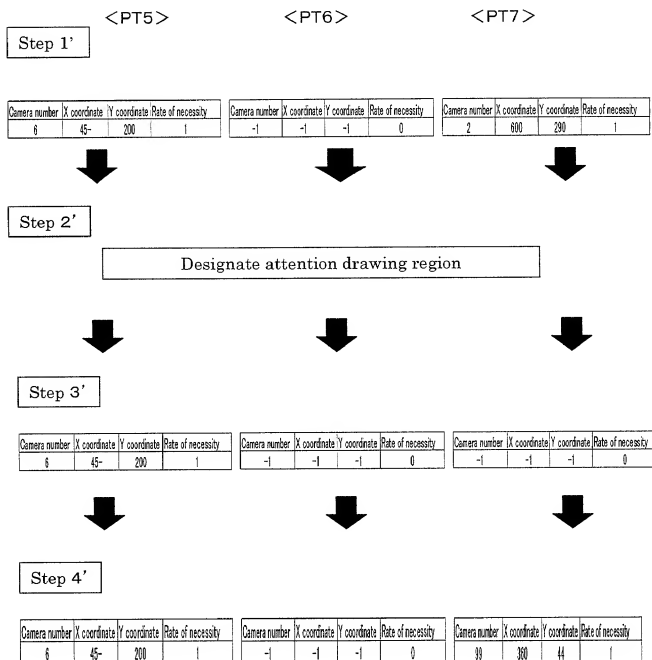 <PT5> <PT6> <PT7>
Step 1’
Camera number X coordinate Y coordinate Rate of necessity Camera number X coordinate Y coordinate Rate of necessity Camera number X coordinate Y coordinate Rate of necessity
6 45- 200 1 -1 -1 -1 0 2 600 290 1
Step 2’
Designate attention drawing region
Step 3’
Camera number X coordinate Y coordinate Rate of necessity Camera number X coordinate Y coordinate Rate of necessity Camera number X coordinate Y coordinate Rate of necessity
6 45- 200 1 -1 -1 -1 0 -1 -1 -1 0
Step 4’
Camera number X coordinate Y coordinate Rate of necessity Camera number X coordinate Y coordinate Rate of necessity Camera number X coordinate Y coordinate Rate of necessity
6 45- 200 1 -1 -1 -1 0 99 360 44 1